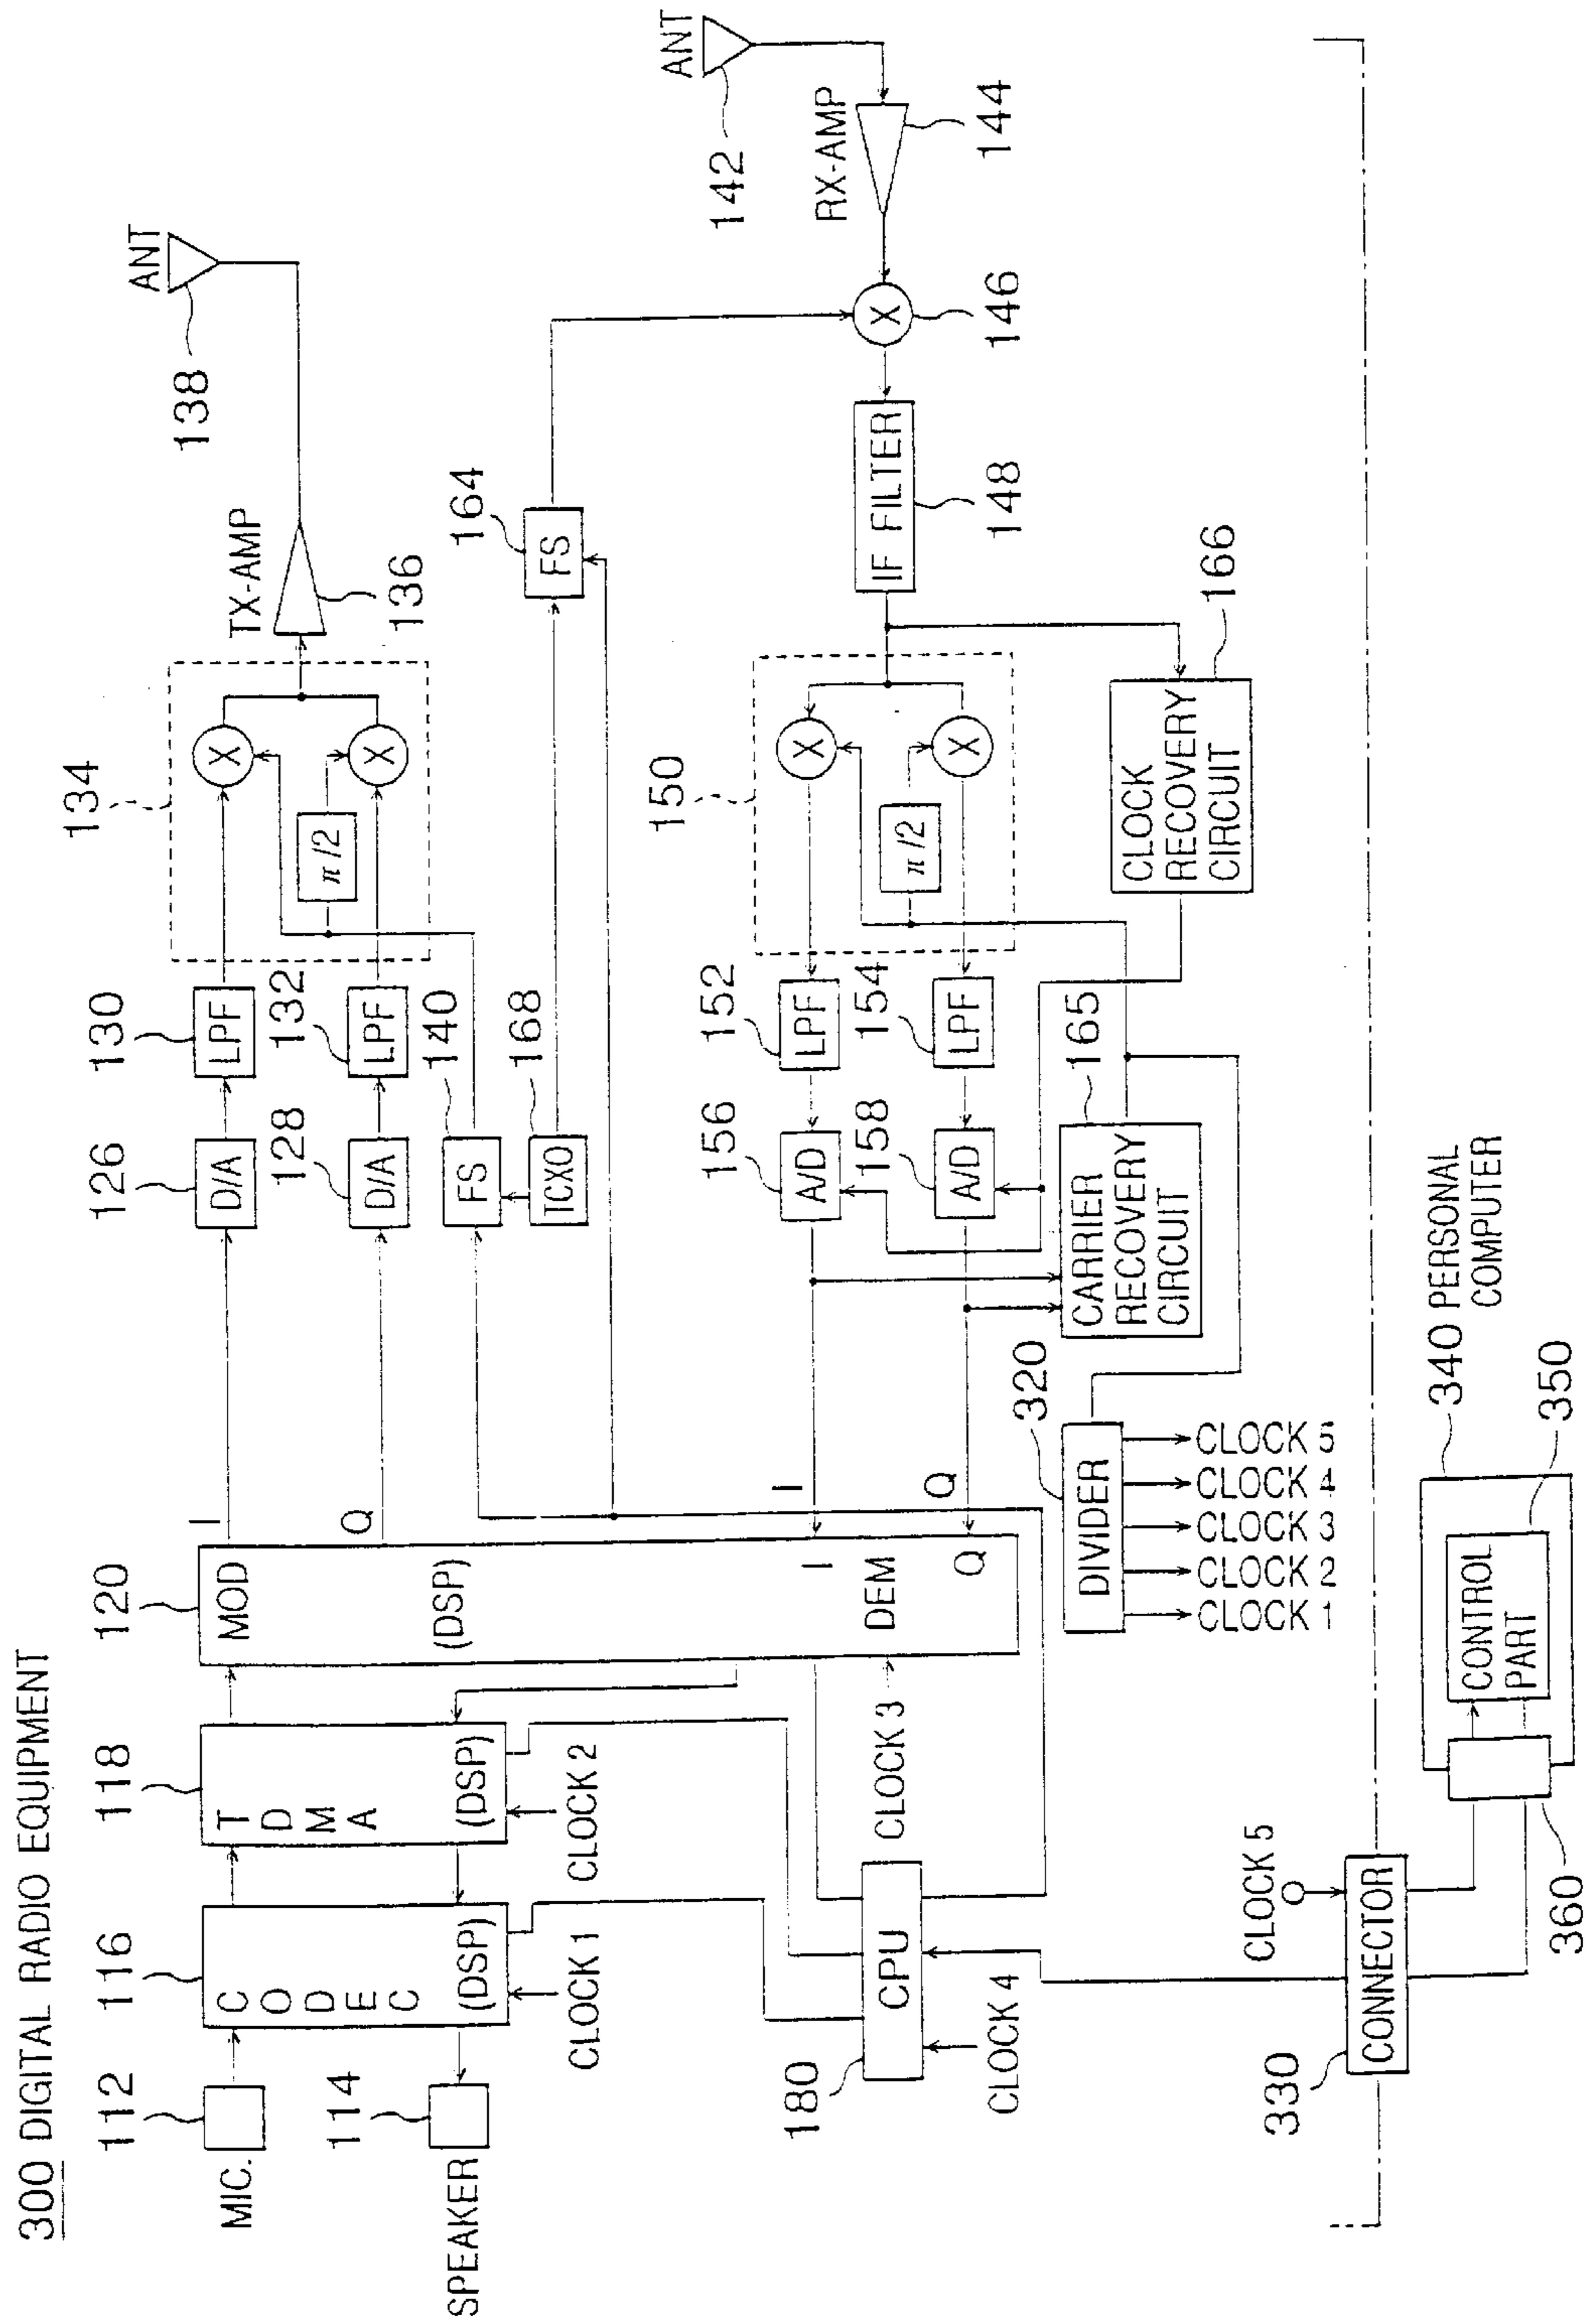 300 DIGITAL RADIO EQUIPMENT
112
MIC.
114
SPEAKER
116
CODEC
(DSP)
CLOCK 1
118
TDMA
(DSP)
CLOCK 2
120
MOD
(DSP)
DEM
I
Q
I
Q
I
Q
CLOCK 3
126
D/A
128
D/A
130
LPF
132
LPF
134
π/2
X
X
TX-AMP
136
ANT
138
140
FS
168
TCXO
164
FS
ANT
142
RX-AMP
144
X
146
IF FILTER
148
150
X
X
π/2
152
LPF
154
LPF
156
A/D
158
A/D
165
CARRIER
RECOVERY
CIRCUIT
166
CLOCK
RECOVERY
CIRCUIT
320
DIVIDER
CLOCK 5
CLOCK 4
CLOCK 3
CLOCK 2
CLOCK 1
180
CPU
CLOCK 4
CLOCK 5
330
CONNECTOR
340 PERSONAL
COMPUTER
350
CONTROL
PART
360